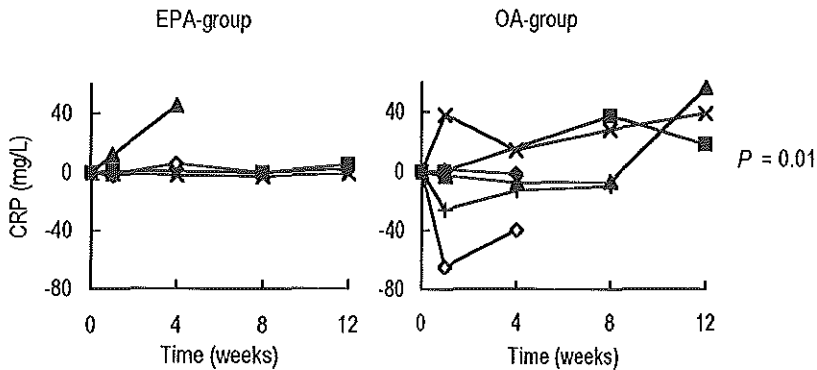 EPA-group
OA-group
CRP (mg/L)
40
0
-40
-80
0 4 8 12
Time (weeks)
40
0
-40
-80
0 4 8 12
Time (weeks)
P = 0.01